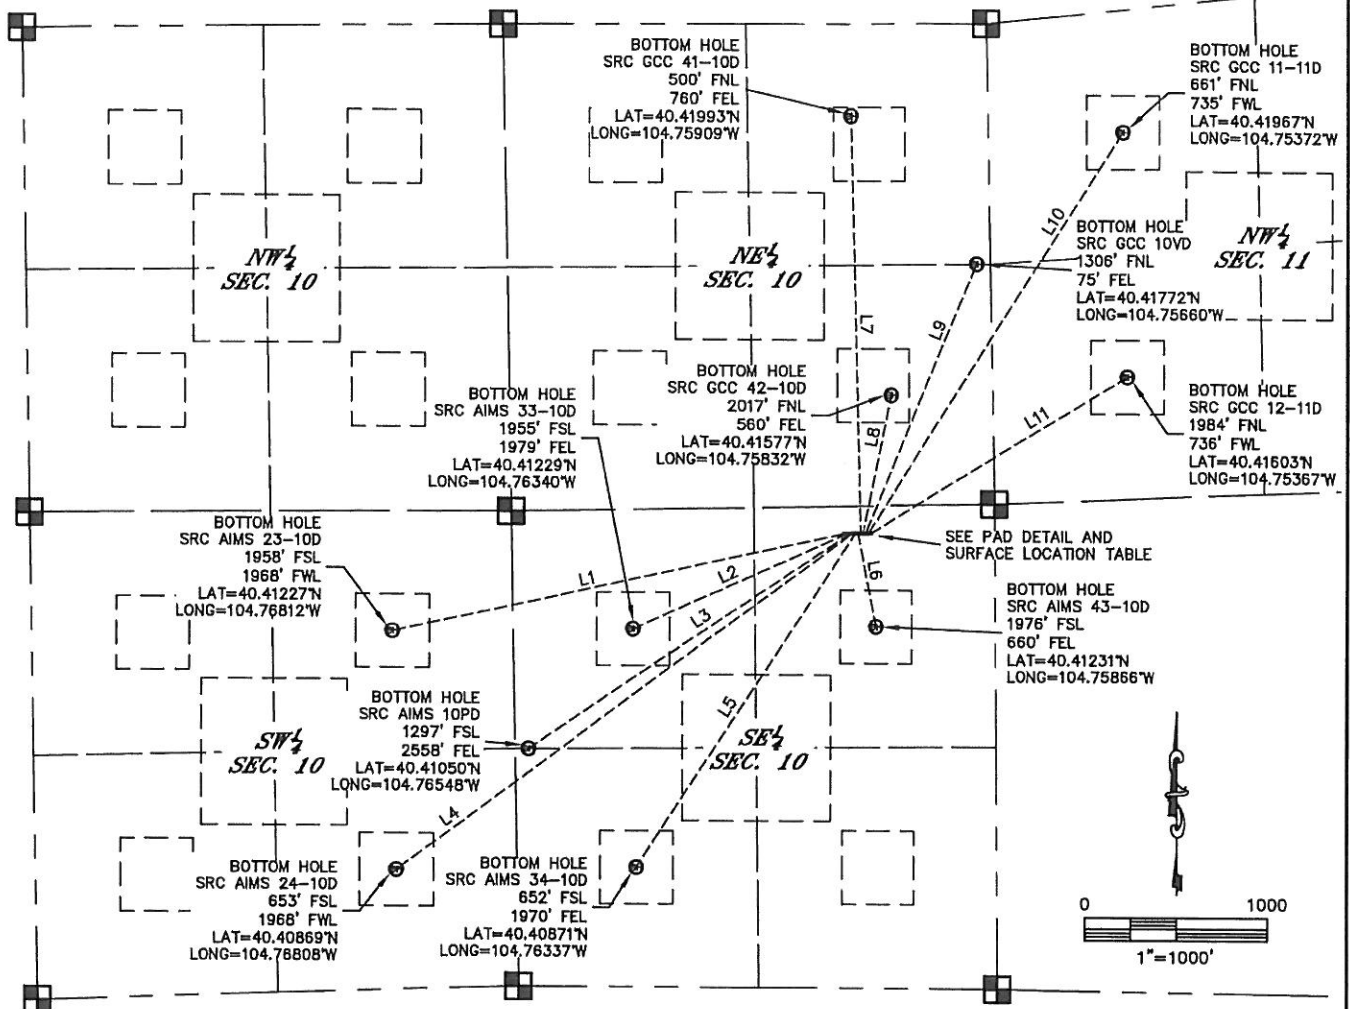 BOTTOM HOLE
SRC GCC 41-10D
500' FNL
760' FEL
LAT=40.41993°N
LONG=104.75909°W
BOTTOM HOLE
SRC GCC 11-11D
661' FNL
735' FWL
LAT=40.41967°N
LONG=104.75372°W
NW¼
SEC. 10
NE¼
SEC. 10
L10
BOTTOM HOLE
SRC GCC 10VD
1306' FNL
75' FEL
LAT=40.41772°N
LONG=104.75660°W
NW¼
SEC. 11
L7
L9
BOTTOM HOLE
SRC GCC 42-10D
2017' FNL
560' FEL
LAT=40.41577°N
LONG=104.75832°W
L8
BOTTOM HOLE
SRC AIMS 33-10D
1955' FSL
1979' FEL
LAT=40.41229°N
LONG=104.76340°W
L11
BOTTOM HOLE
SRC GCC 12-11D
1984' FNL
736' FWL
LAT=40.41603°N
LONG=104.75367°W
BOTTOM HOLE
SRC AIMS 23-10D
1958' FSL
1968' FWL
LAT=40.41227°N
LONG=104.76812°W
SEE PAD DETAIL AND
SURFACE LOCATION TABLE
L1
L2
L3
L6
BOTTOM HOLE
SRC AIMS 43-10D
1976' FSL
660' FEL
LAT=40.41231°N
LONG=104.75866°W
BOTTOM HOLE
SRC AIMS 10PD
1297' FSL
2558' FEL
LAT=40.41050°N
LONG=104.76548°W
L5
SW¼
SEC. 10
SE¼
SEC. 10
L4
BOTTOM HOLE
SRC AIMS 24-10D
653' FSL
1968' FWL
LAT=40.40869°N
LONG=104.76808°W
BOTTOM HOLE
SRC AIMS 34-10D
652' FSL
1970' FEL
LAT=40.40871°N
LONG=104.76337°W
0 1000
1"=1000'